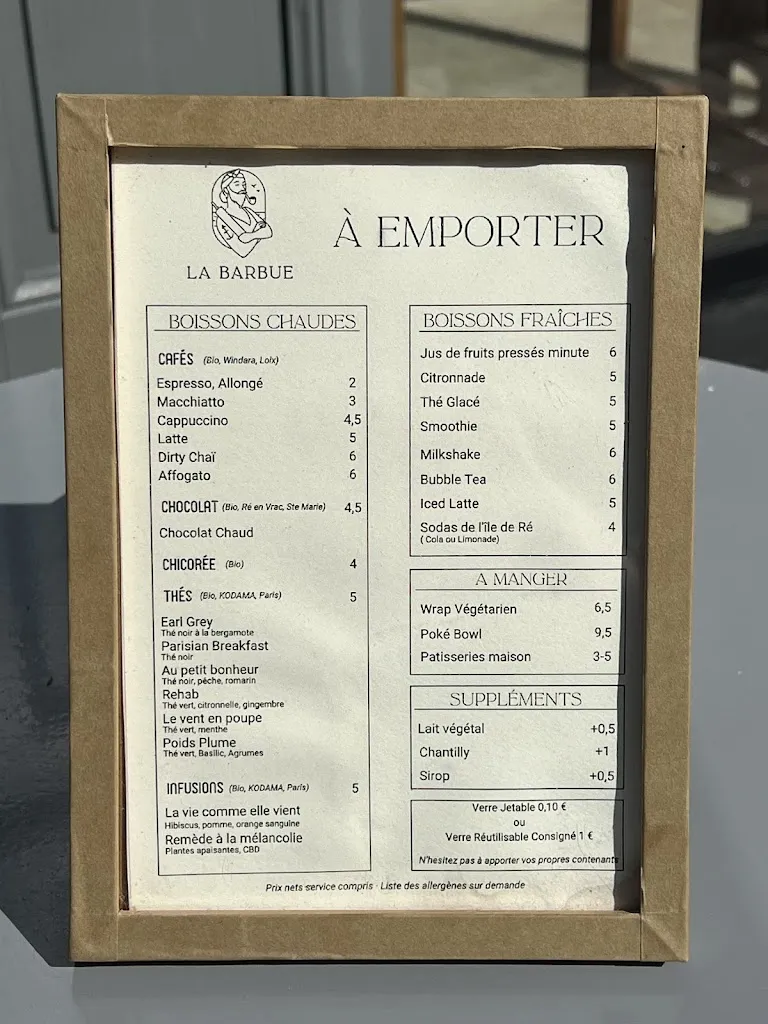 LA BARBUE
À EMPORTER
BOISSONS CHAUDES
CAFÉS (Bio, Windara, Loix)
Espresso, Allongé 2
Macchiatto 3
Cappuccino 4,5
Latte 5
Dirty Chaï 6
Affogato 6
CHOCOLAT (Bio, Ré en Vrac, Ste Marie) 4,5
Chocolat Chaud
CHICORÉE (Bio) 4
THÉS (Bio, KODAMA, Paris) 5
Earl Grey
Thé noir à la bergamote
Parisian Breakfast
Thé noir
Au petit bonheur
Thé noir, pêche, romarin
Rehab
Thé vert, citronnelle, gingembre
Le vent en poupe
Thé vert, menthe
Poids Plume
Thé vert, Basilic, Agrumes
INFUSIONS (Bio, KODAMA, Paris) 5
La vie comme elle vient
Hibiscus, pomme, orange sanguine
Remède à la mélancolie
Plantes apaisantes, CBD
BOISSONS FRAÎCHES
Jus de fruits pressés minute 6
Citronnade 5
Thé Glacé 5
Smoothie 5
Milkshake 6
Bubble Tea 6
Iced Latte 5
Sodas de l'île de Ré 4
( Cola ou Limonade)
A MANGER
Wrap Végétarien 6,5
Poké Bowl 9,5
Patisseries maison 3-5
SUPPLÉMENTS
Lait végétal +0,5
Chantilly +1
Sirop +0,5
Verre Jetable 0,10 €
ou
Verre Réutilisable Consigné 1 €
N'hesitez pas à apporter vos propres contenants
Prix nets service compris - Liste des allergènes sur demande